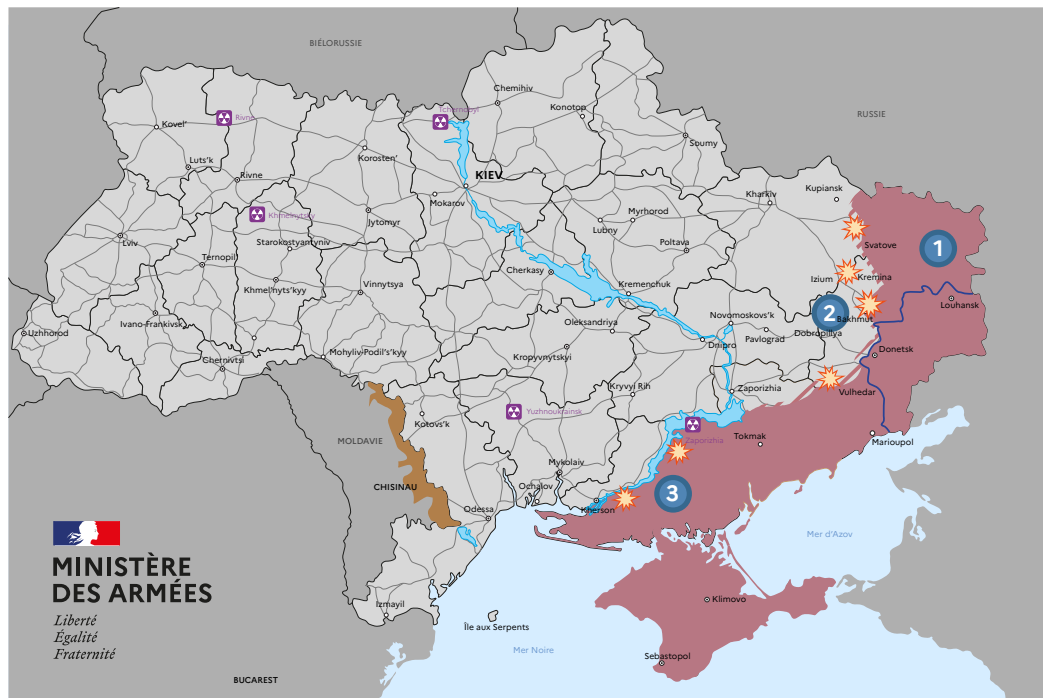 BIÉLORUSSIE
RUSSIE
Chernihiv
Konotop
Tchernobyl
Rivne
Kovel'
Soumy
Korosten'
Luts'k
Rivne
KIEV
Kharkiv
Kupiansk
Mokarov
Khmelnytsky
Jytomyr
Myrhorod
Lubny
Lviv
Starokostyantyniv
Poltava
Svatove
1
Ternopil
Cherkasy
Izium
Kremina
Khmel'nyts'kyy
Vinnytsya
Kremenchuk
Louhansk
2
Bakhmut
Ivano-Frankivsk
Oleksandriya
Novomoskovs'k
Uzhhorod
Pavlograd
Dobropillya
Dnipro
Mohyliv-Podil's'kyy
Kropyvnytskyi
Donetsk
Chernivtsi
Kryvyi Rih
Zaporizhia
Vulhedar
Yuzhnoukrainsk
Kotovs'k
MOLDAVIE
Zaporizhia
Tokmak
Marioupol
Mykolaiv
CHISINAU
Ochalov
3
Kherson
Odessa
Mer d'Azov
MINISTÈRE
DES ARMÉES
Liberté
Égalité
Fraternité
Izmayil
Klimovo
Île aux Serpents
Mer Noire
Sebastopol
BUCAREST